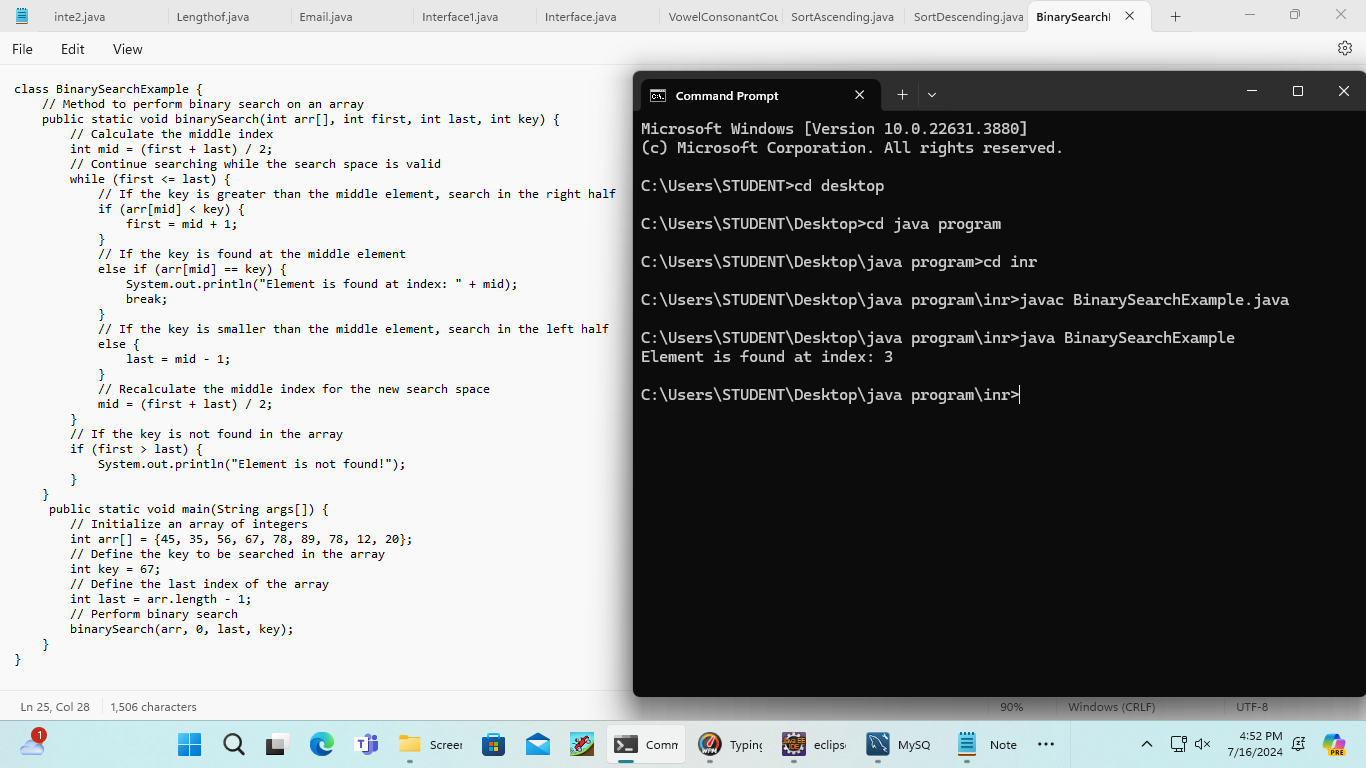 inte2.java Lengthof.java Email.java Interface1.java Interface.java VowelConsonantCou SortAscending.java SortDescending.java BinarySearchI
File Edit View
class BinarySearchExample {
    // Method to perform binary search on an array
    public static void binarySearch(int arr[], int first, int last, int key) {
        // Calculate the middle index
        int mid = (first + last) / 2;
        // Continue searching while the search space is valid
        while (first <= last) {
            // If the key is greater than the middle element, search in the right half
            if (arr[mid] < key) {
                first = mid + 1;
            }
            // If the key is found at the middle element
            else if (arr[mid] == key) {
                System.out.println("Element is found at index: " + mid);
                break;
            }
            // If the key is smaller than the middle element, search in the left half
            else {
                last = mid - 1;
            }
            // Recalculate the middle index for the new search space
            mid = (first + last) / 2;
        }
        // If the key is not found in the array
        if (first > last) {
            System.out.println("Element is not found!");
        }
    }
     public static void main(String args[]) {
        // Initialize an array of integers
        int arr[] = {45, 35, 56, 67, 78, 89, 78, 12, 20};
        // Define the key to be searched in the array
        int key = 67;
        // Define the last index of the array
        int last = arr.length - 1;
        // Perform binary search
        binarySearch(arr, 0, last, key);
    }
}
Command Prompt
Microsoft Windows [Version 10.0.22631.3880]
(c) Microsoft Corporation. All rights reserved.
C:\Users\STUDENT>cd desktop
C:\Users\STUDENT\Desktop>cd java program
C:\Users\STUDENT\Desktop\java program>cd inr
C:\Users\STUDENT\Desktop\java program\inr>javac BinarySearchExample.java
C:\Users\STUDENT\Desktop\java program\inr>java BinarySearchExample
Element is found at index: 3
C:\Users\STUDENT\Desktop\java program\inr>
Ln 25, Col 28 1,506 characters 90% Windows (CRLF) UTF-8
1 Screer Comm WFM Typing Java EE IDE eclips MySQ Note PRE
4:52 PM
7/16/2024